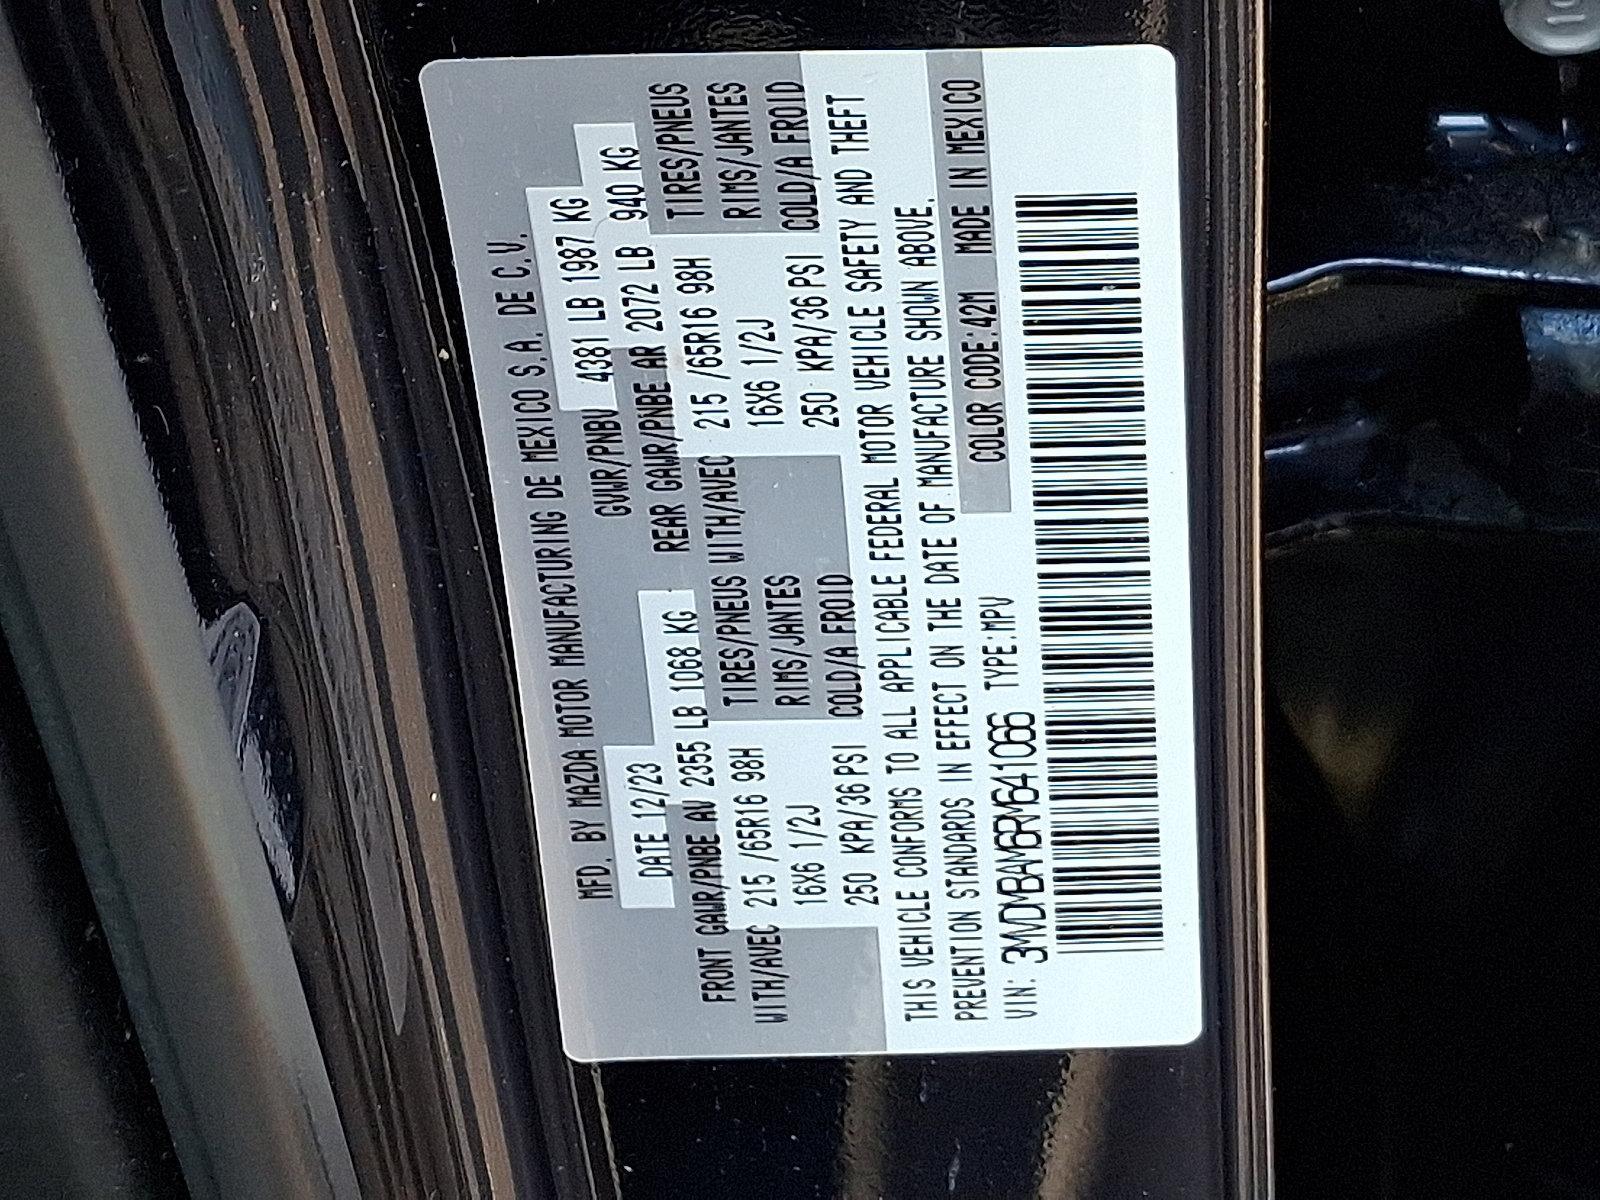 MFD. BY MAZDA MOTOR MANUFACTURING DE MEXICO S.A. DE C.V.
DATE 12/23 GVWR/PNBV 4381 LB 1987 KG
FRONT GAWR/PNBE AV 2355 LB 1068 KG REAR GAWR/PNBE AR 2072 LB 940 KG
WITH/AVEC 215 /65R16 98H TIRES/PNEUS WITH/AVEC 215 /65R16 98H TIRES/PNEUS
16X6 1/2J RIMS/JANTES 16X6 1/2J RIMS/JANTES
250 KPA/36 PSI COLD/A FROID 250 KPA/36 PSI COLD/A FROID
THIS VEHICLE CONFORMS TO ALL APPLICABLE FEDERAL MOTOR VEHICLE SAFETY AND THEFT
PREVENTION STANDARDS IN EFFECT ON THE DATE OF MANUFACTURE SHOWN ABOVE.
VIN: 3MVDMBAM6RM641066 TYPE:MPV COLOR CODE:42M MADE IN MEXICO